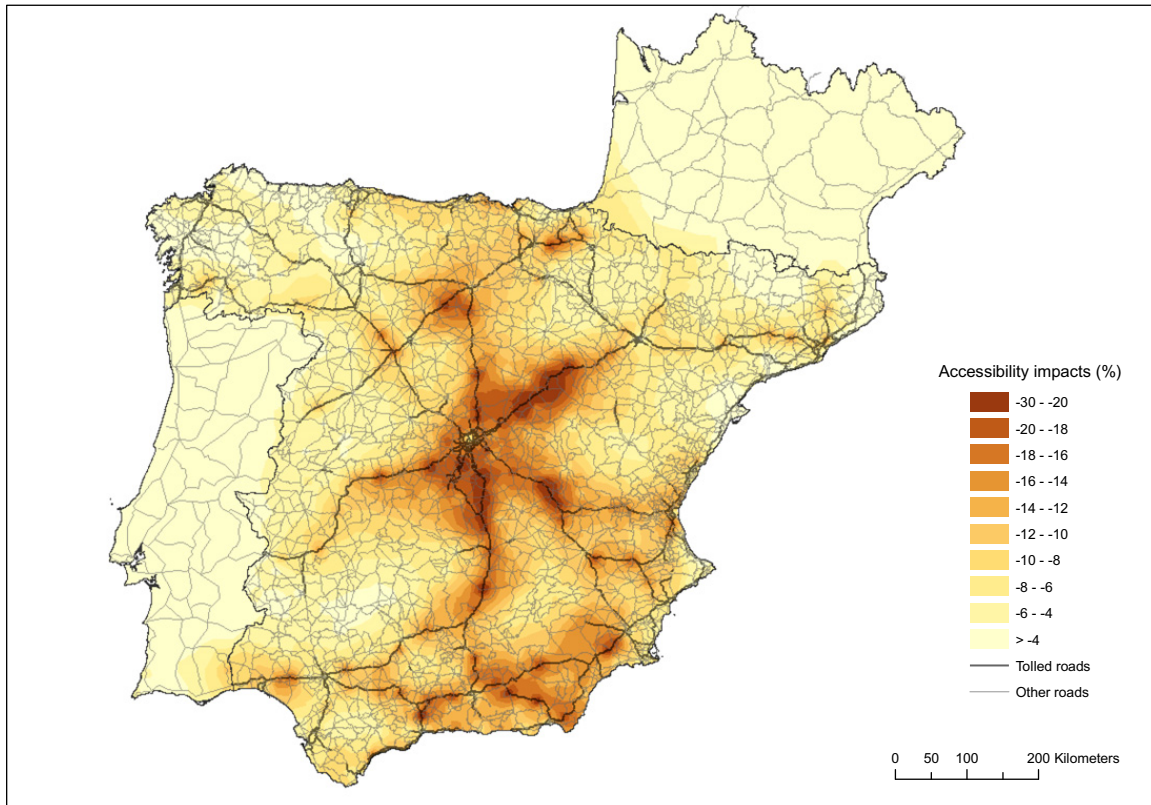 Accessibility impacts (%)
-30 - -20
-20 - -18
-18 - -16
-16 - -14
-14 - -12
-12 - -10
-10 - -8
-8 - -6
-6 - -4
> -4
Tolled roads
Other roads
0 50 100 200 Kilometers